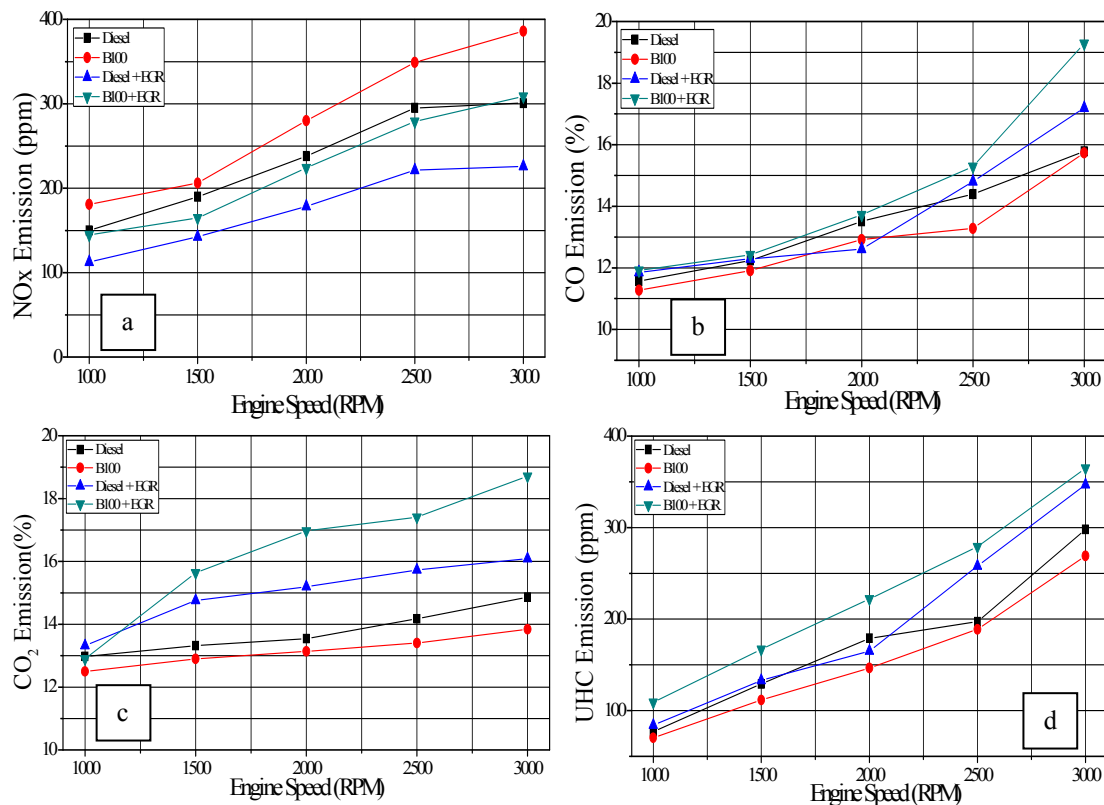 400
300
200
100
0
NOx Emission (ppm)
Diesel
B100
Diesel + EGR
B100 + EGR
a
1000 1500 2000 2500 3000
Engine Speed (RPM)
20
18
16
14
12
10
CO Emission (%)
Diesel
B100
Diesel + EGR
B100 + EGR
b
1000 1500 2000 2500 3000
Engine Speed (RPM)
20
18
16
14
12
10
CO₂ Emission (%)
Diesel
B100
Diesel + EGR
B100 + EGR
c
1000 1500 2000 2500 3000
Engine Speed (RPM)
400
300
200
100
UHC Emission (ppm)
Diesel
B100
Diesel + EGR
B100 + EGR
d
1000 1500 2000 2500 3000
Engine Speed (RPM)